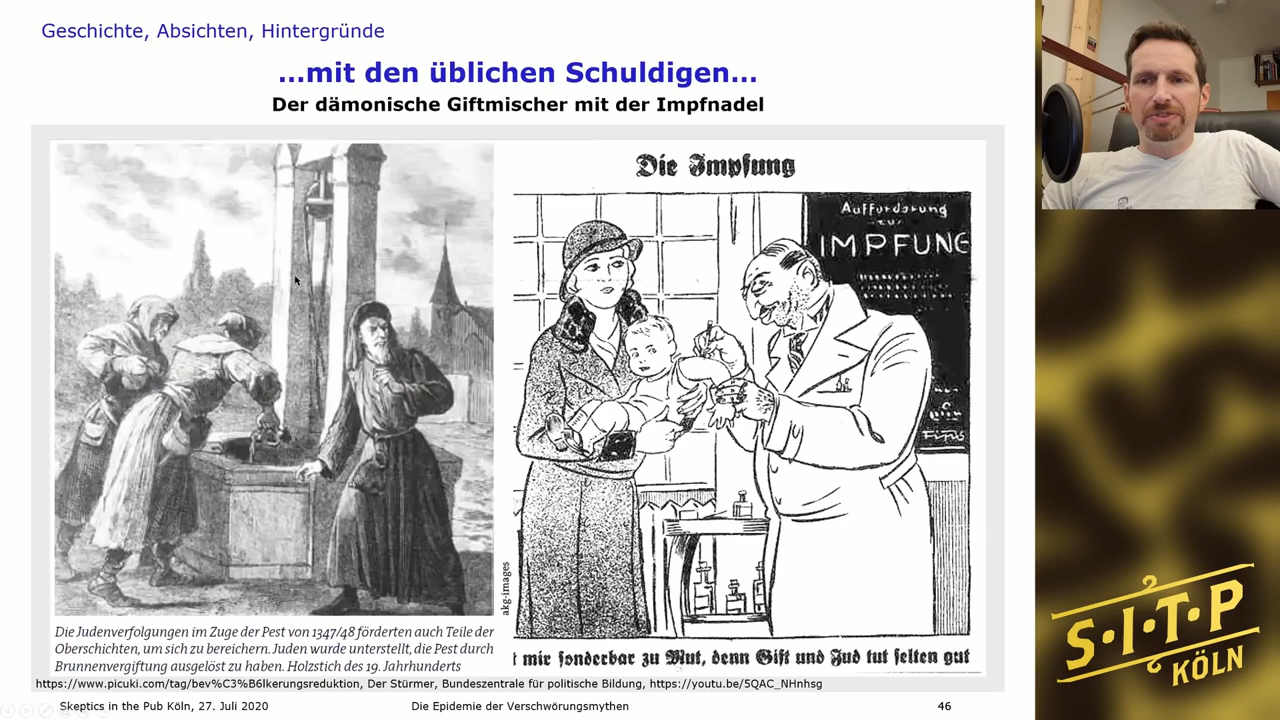 Geschichte, Absichten, Hintergründe
...mit den üblichen Schuldigen...
Der dämonische Giftmischer mit der Impfnadel
Die Impfung
Aufforderung
zur
IMPFUNG
akg-images
Die Judenverfolgungen im Zuge der Pest von 1347/48 förderten auch Teile der
Oberschichten, um sich zu bereichern. Juden wurde unterstellt, die Pest durch
Brunnenvergiftung ausgelöst zu haben. Holzstich des 19. Jahrhunderts
t mir sonderbar zu Mut, denn Gift und Jud tut selten gut
https://www.picuki.com/tag/bev%C3%B6lkerungsreduktion, Der Stürmer, Bundeszentrale für politische Bildung, https://youtu.be/5QAC_NHnhsg
Skeptics in the Pub Köln, 27. Juli 2020
Die Epidemie der Verschwörungsmythen
46
S·I·T·P
KÖLN